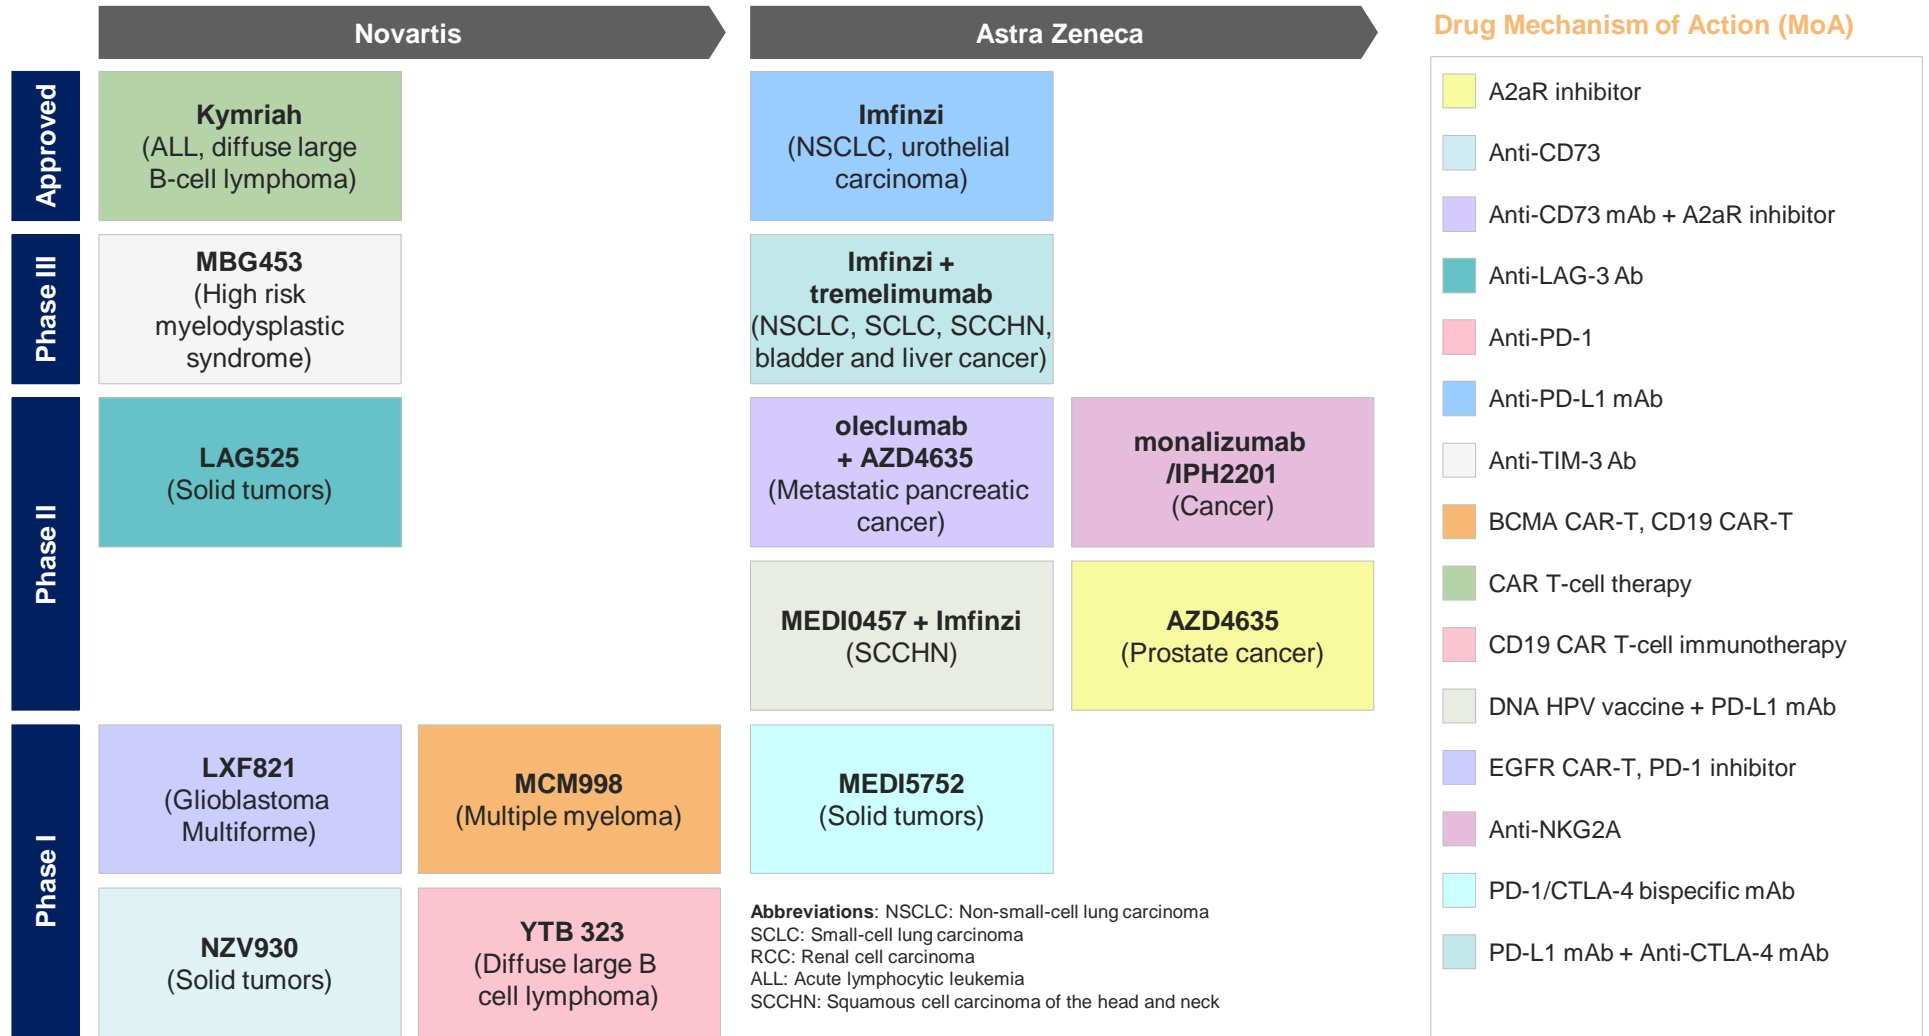 Novartis
Astra Zeneca
Drug Mechanism of Action (MoA)
Approved
Kymriah
(ALL, diffuse large
B-cell lymphoma)
Imfinzi
(NSCLC, urothelial
carcinoma)
Phase III
MBG453
(High risk
myelodysplastic
syndrome)
Imfinzi +
tremelimumab
(NSCLC, SCLC, SCCHN,
bladder and liver cancer)
Phase II
LAG525
(Solid tumors)
oleclumab
+ AZD4635
(Metastatic pancreatic
cancer)
monalizumab
/IPH2201
(Cancer)
MEDI0457 + Imfinzi
(SCCHN)
AZD4635
(Prostate cancer)
Phase I
LXF821
(Glioblastoma
Multiforme)
MCM998
(Multiple myeloma)
MEDI5752
(Solid tumors)
NZV930
(Solid tumors)
YTB 323
(Diffuse large B
cell lymphoma)
Abbreviations: NSCLC: Non-small-cell lung carcinoma
SCLC: Small-cell lung carcinoma
RCC: Renal cell carcinoma
ALL: Acute lymphocytic leukemia
SCCHN: Squamous cell carcinoma of the head and neck
A2aR inhibitor
Anti-CD73
Anti-CD73 mAb + A2aR inhibitor
Anti-LAG-3 Ab
Anti-PD-1
Anti-PD-L1 mAb
Anti-TIM-3 Ab
BCMA CAR-T, CD19 CAR-T
CAR T-cell therapy
CD19 CAR T-cell immunotherapy
DNA HPV vaccine + PD-L1 mAb
EGFR CAR-T, PD-1 inhibitor
Anti-NKG2A
PD-1/CTLA-4 bispecific mAb
PD-L1 mAb + Anti-CTLA-4 mAb